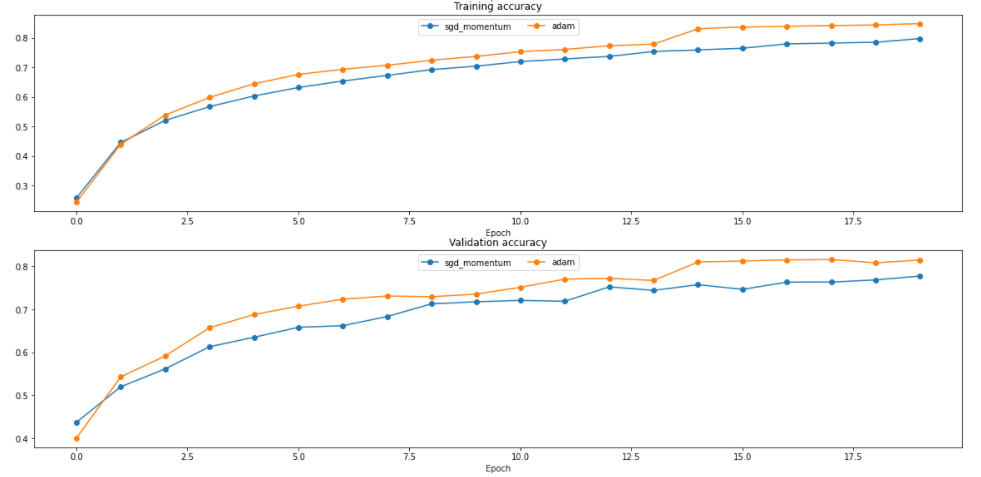 Training accuracy
sgd_momentum adam
0.8
0.7
0.6
0.5
0.4
0.3
0.0 2.5 5.0 7.5 10.0 12.5 15.0 17.5
Epoch
Validation accuracy
sgd_momentum adam
0.8
0.7
0.6
0.5
0.4
0.0 2.5 5.0 7.5 10.0 12.5 15.0 17.5
Epoch